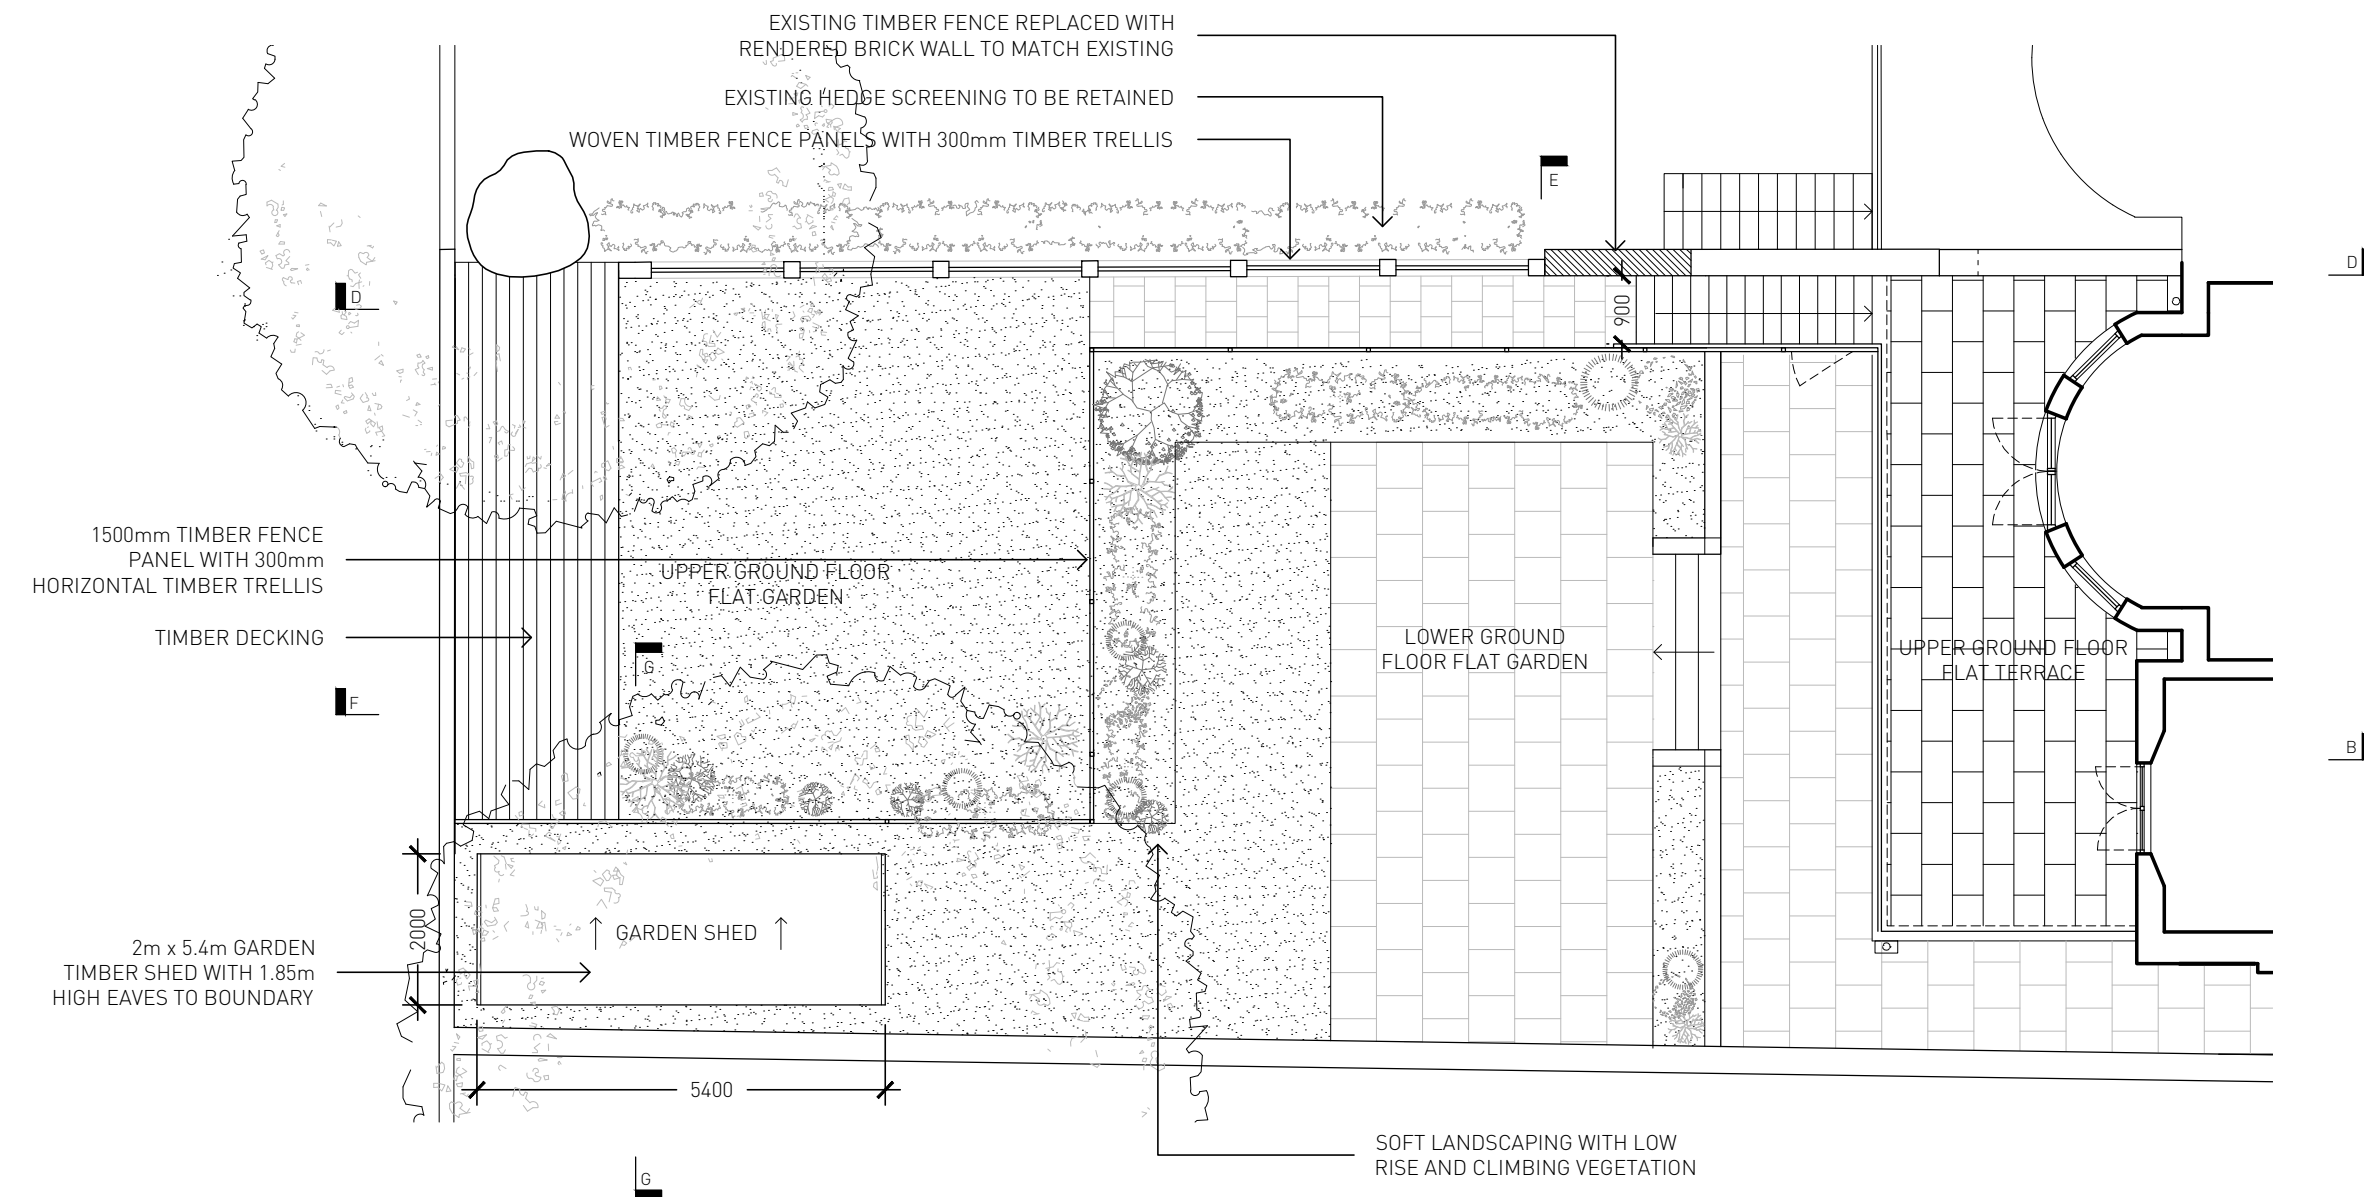 EXISTING TIMBER FENCE REPLACED WITH
RENDERED BRICK WALL TO MATCH EXISTING
EXISTING HEDGE SCREENING TO BE RETAINED
WOVEN TIMBER FENCE PANELS WITH 300mm TIMBER TRELLIS
E
D
D
900
1500mm TIMBER FENCE
PANEL WITH 300mm
HORIZONTAL TIMBER TRELLIS
UPPER GROUND FLOOR
FLAT GARDEN
TIMBER DECKING
LOWER GROUND
FLOOR FLAT GARDEN
UPPER GROUND FLOOR
FLAT TERRACE
G
F
B
2000
GARDEN SHED
2m x 5.4m GARDEN
TIMBER SHED WITH 1.85m
HIGH EAVES TO BOUNDARY
5400
SOFT LANDSCAPING WITH LOW
RISE AND CLIMBING VEGETATION
G